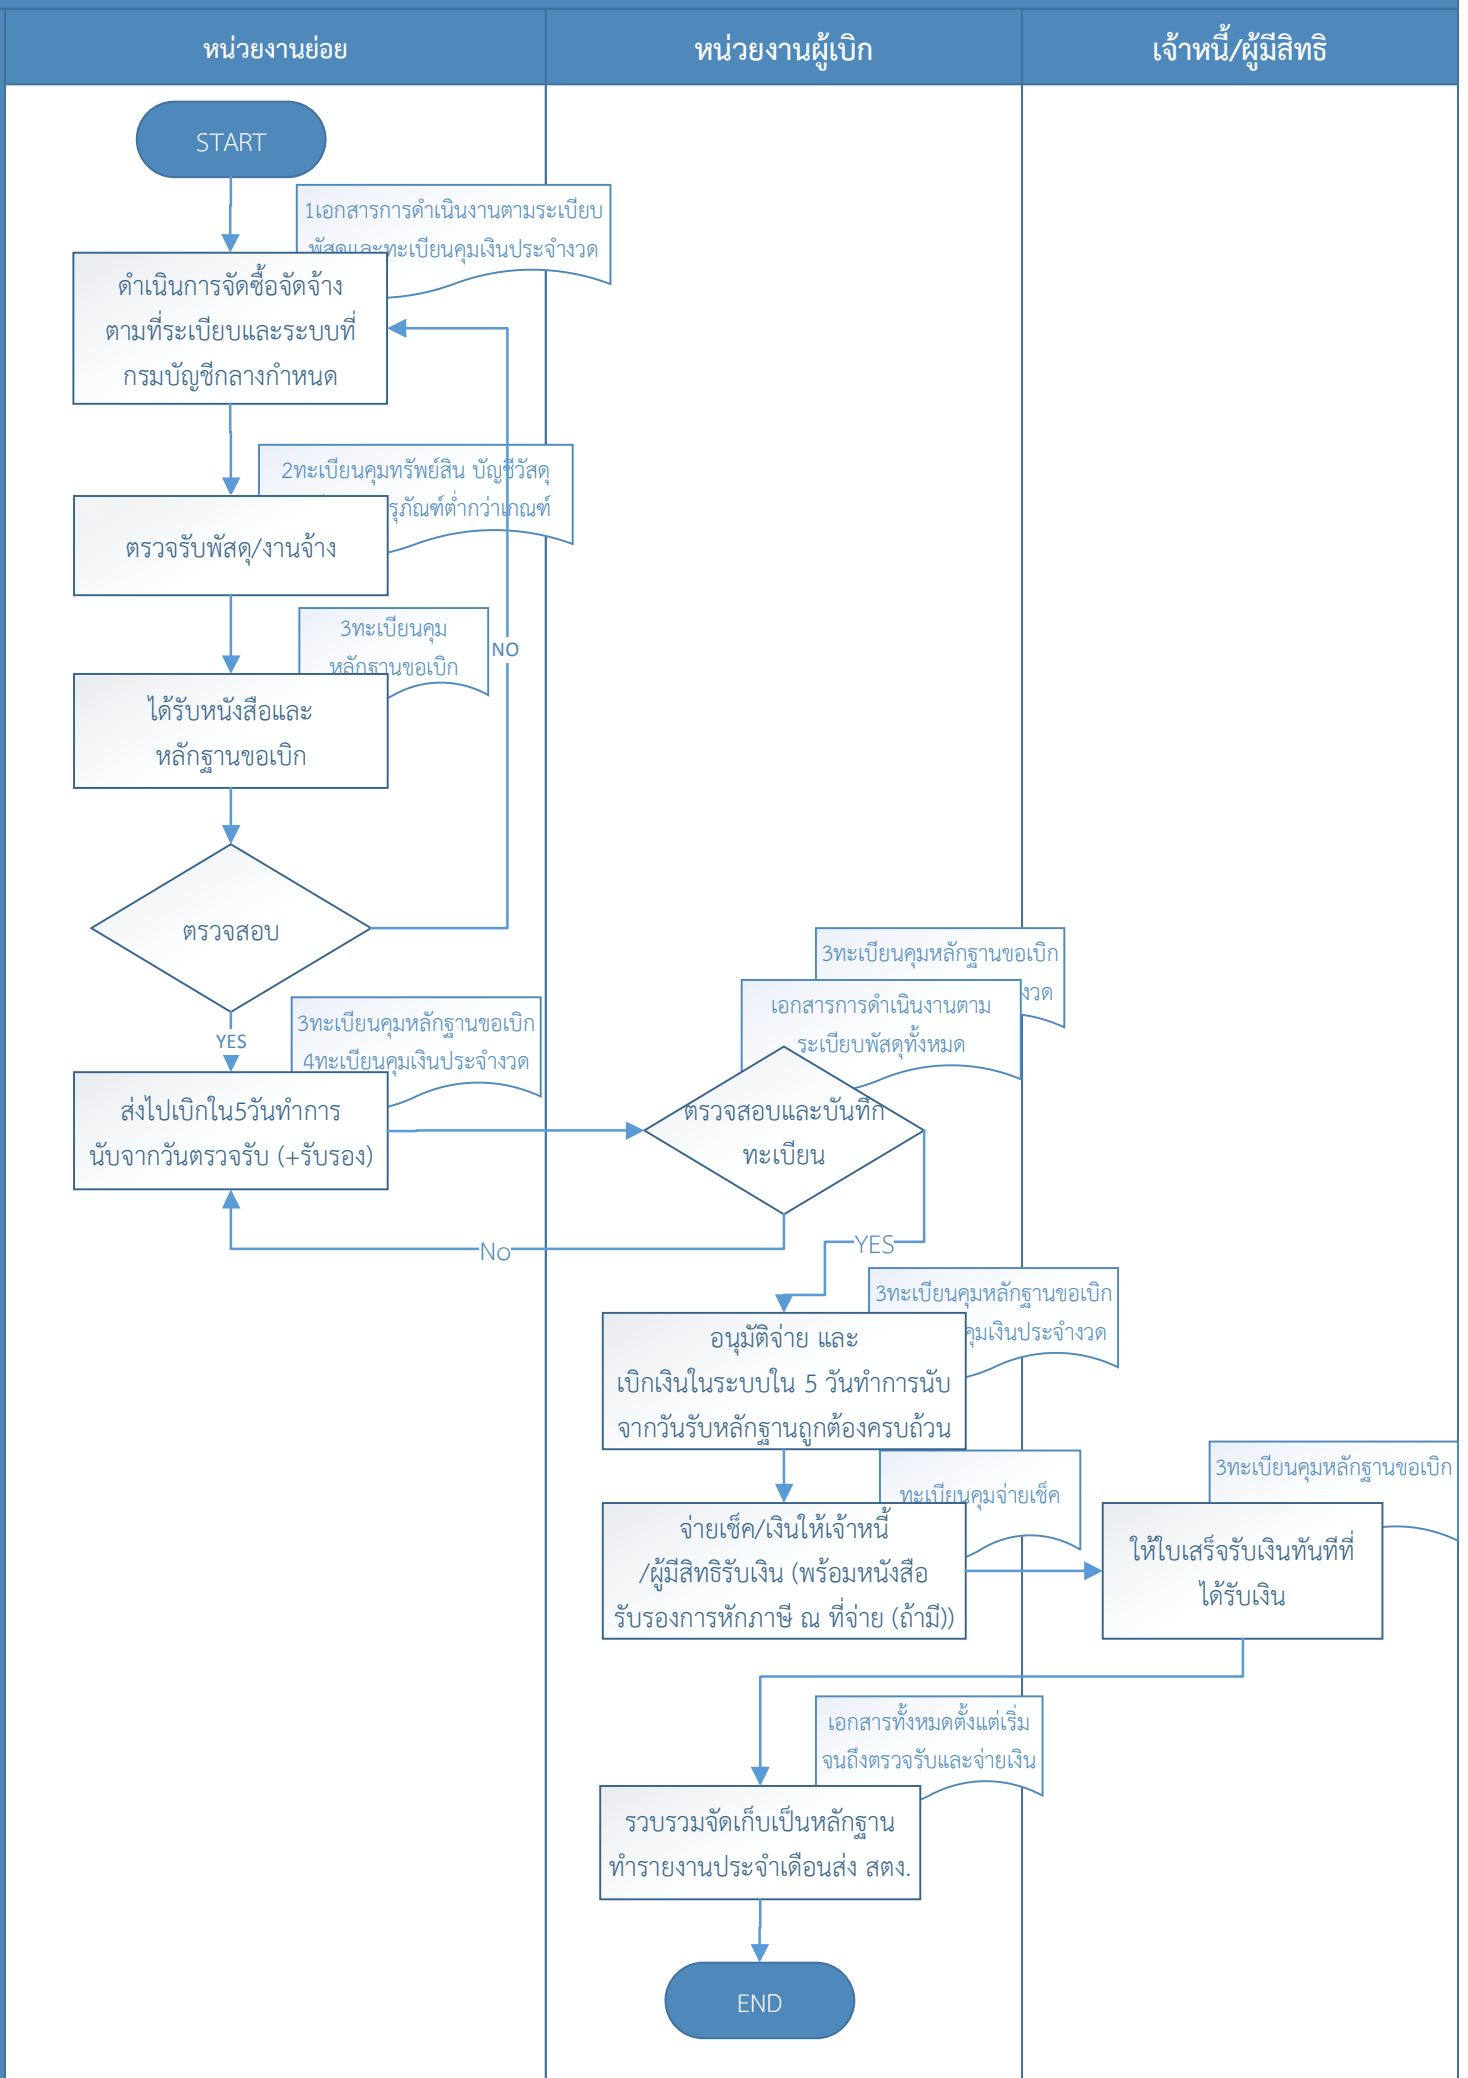 หน่วยงานย่อย
หน่วยงานผู้เบิก
เจ้าหนี้/ผู้มีสิทธิ
START
1เอกสารการดำเนินงานตามระเบียบ
พัสดุและทะเบียนคุมเงินประจำงวด
ดำเนินการจัดซื้อจัดจ้าง
ตามที่ระเบียบและระบบที่
กรมบัญชีกลางกำหนด
2ทะเบียนคุมทรัพย์สิน บัญชีวัสดุ
รุภัณฑ์ต่ำกว่าเกณฑ์
ตรวจรับพัสดุ/งานจ้าง
3ทะเบียนคุม
หลักฐานขอเบิก
NO
ได้รับหนังสือและ
หลักฐานขอเบิก
ตรวจสอบ
YES
3ทะเบียนคุมหลักฐานขอเบิก
4ทะเบียนคุมเงินประจำงวด
ส่งไปเบิกใน5วันทำการ
นับจากวันตรวจรับ (+รับรอง)
3ทะเบียนคุมหลักฐานขอเบิก
งวด
เอกสารการดำเนินงานตาม
ระเบียบพัสดุทั้งหมด
ตรวจสอบและบันทึก
ทะเบียน
No
YES
3ทะเบียนคุมหลักฐานขอเบิก
คุมเงินประจำงวด
อนุมัติจ่าย และ
เบิกเงินในระบบใน 5 วันทำการนับ
จากวันรับหลักฐานถูกต้องครบถ้วน
ทะเบียนคุมจ่ายเช็ค
จ่ายเช็ค/เงินให้เจ้าหนี้
/ผู้มีสิทธิรับเงิน (พร้อมหนังสือ
รับรองการหักภาษี ณ ที่จ่าย (ถ้ามี))
3ทะเบียนคุมหลักฐานขอเบิก
ให้ใบเสร็จรับเงินทันทีที่
ได้รับเงิน
เอกสารทั้งหมดตั้งแต่เริ่ม
จนถึงตรวจรับและจ่ายเงิน
รวบรวมจัดเก็บเป็นหลักฐาน
ทำรายงานประจำเดือนส่ง สตง.
END